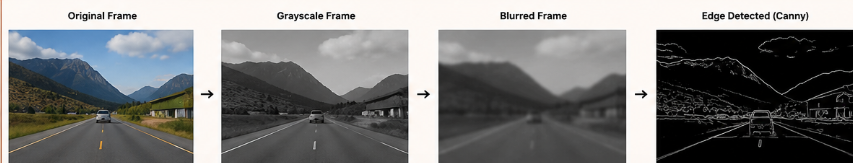 Original Frame
Grayscale Frame
Blurred Frame
Edge Detected (Canny)